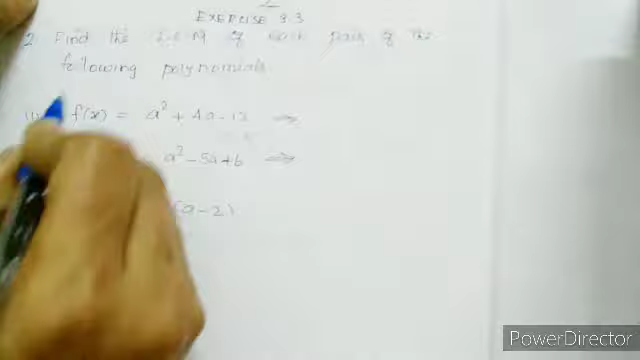 EXERCISE 3.3
2 Find the L.C.M of each pair of the
following polynomials
f(x) = a² + 4a - 12 ⇒
a² - 5a + 6 ⇒
(a - 2)
PowerDirector